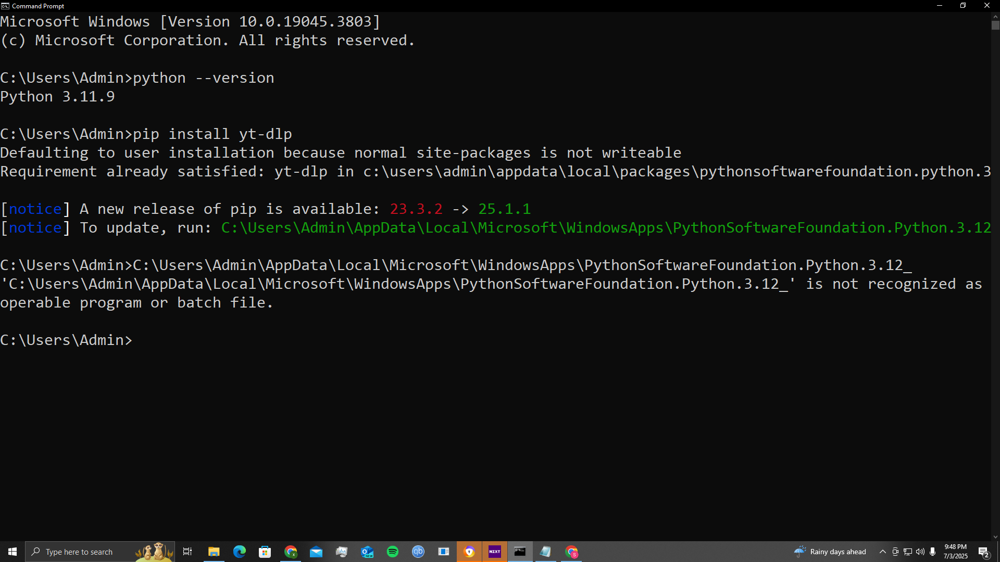 Command Prompt
Microsoft Windows [Version 10.0.19045.3803]
(c) Microsoft Corporation. All rights reserved.
C:\Users\Admin>python --version
Python 3.11.9
C:\Users\Admin>pip install yt-dlp
Defaulting to user installation because normal site-packages is not writeable
Requirement already satisfied: yt-dlp in c:\users\admin\appdata\local\packages\pythonsoftwarefoundation.python.3
[notice] A new release of pip is available: 23.3.2 -> 25.1.1
[notice] To update, run: C:\Users\Admin\AppData\Local\Microsoft\WindowsApps\PythonSoftwareFoundation.Python.3.12
C:\Users\Admin>C:\Users\Admin\AppData\Local\Microsoft\WindowsApps\PythonSoftwareFoundation.Python.3.12_
'C:\Users\Admin\AppData\Local\Microsoft\WindowsApps\PythonSoftwareFoundation.Python.3.12_' is not recognized as
operable program or batch file.
C:\Users\Admin>
Type here to search
NEW
qb
NZXT
Rainy days ahead
9:48 PM
7/3/2025
2